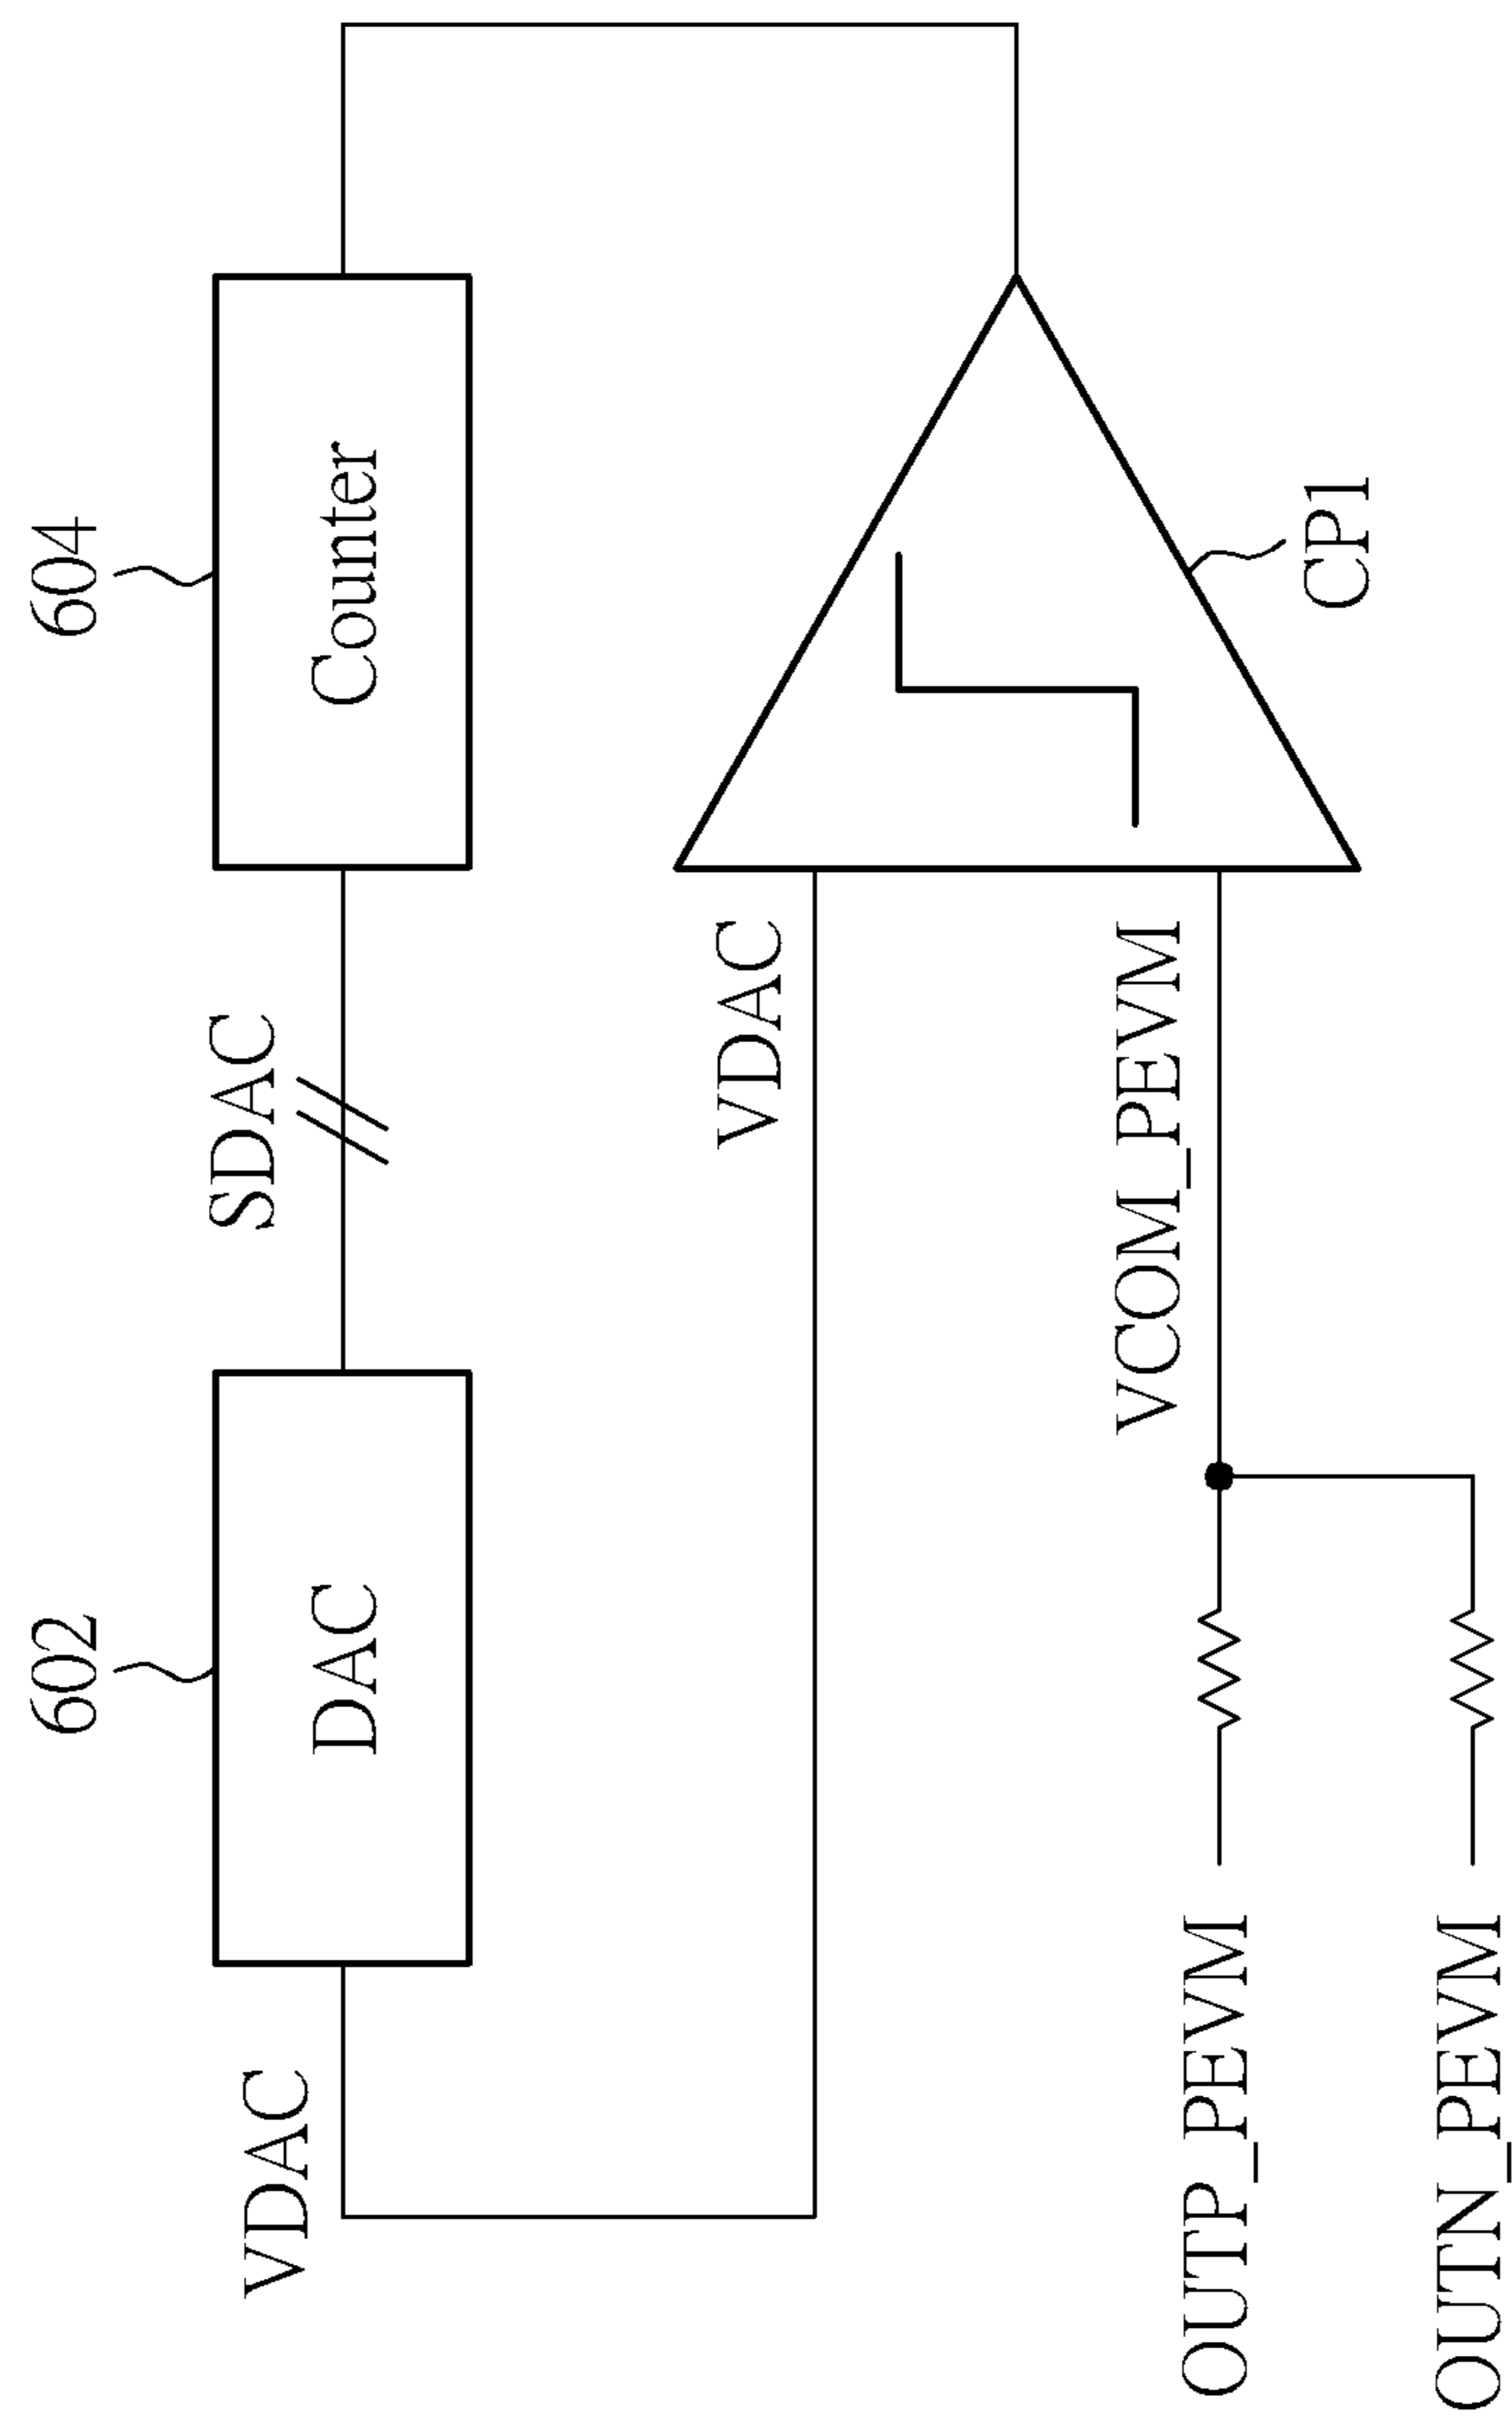 602
604
DAC
Counter
SDAC
VDAC
VDAC
VCOM_PEVM
CP1
OUTP_PEVM
OUTN_PEVM